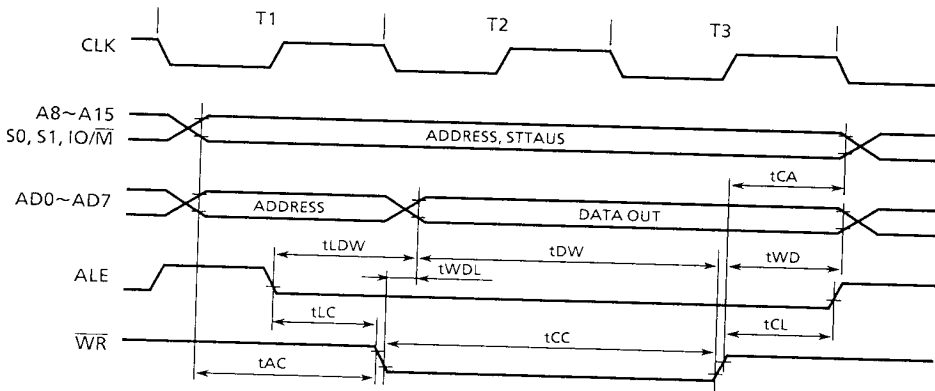 T1 T2 T3
CLK
A8~A15
S0, S1, IO/M̅
ADDRESS, STTAUS
tCA
AD0~AD7
ADDRESS
DATA OUT
tLDW tDW tWD
tWDL
ALE
tLC tCC tCL
W̅R̅
tAC